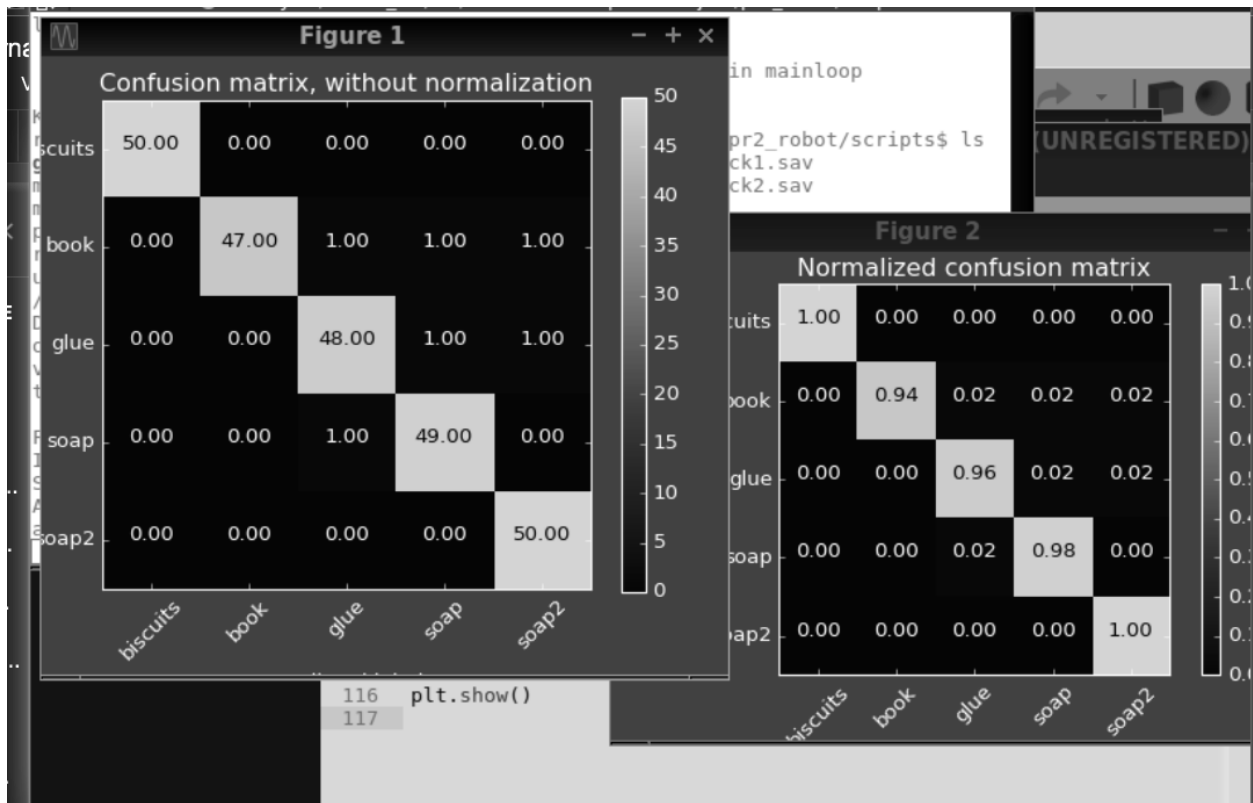 Figure 1
Confusion matrix, without normalization
scuits 50.00 0.00 0.00 0.00 0.00
book 0.00 47.00 1.00 1.00 1.00
glue 0.00 0.00 48.00 1.00 1.00
soap 0.00 0.00 1.00 49.00 0.00
soap2 0.00 0.00 0.00 0.00 50.00
biscuits book glue soap soap2
50
45
40
35
30
25
20
15
10
5
0
in mainloop
pr2_robot/scripts$ ls
ck1.sav
ck2.sav
(UNREGISTERED)
Figure 2
Normalized confusion matrix
cuits 1.00 0.00 0.00 0.00 0.00
book 0.00 0.94 0.02 0.02 0.02
glue 0.00 0.00 0.96 0.02 0.02
soap 0.00 0.00 0.02 0.98 0.00
oap2 0.00 0.00 0.00 0.00 1.00
biscuits book glue soap soap2
116 plt.show()
117